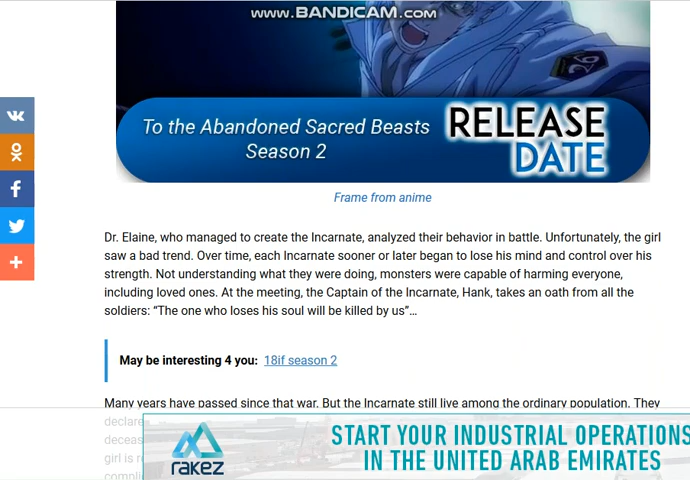 WWW.BANDICAM.COM
26
To the Abandoned Sacred Beasts
Season 2
RELEASE
DATE
Frame from anime
Dr. Elaine, who managed to create the Incarnate, analyzed their behavior in battle. Unfortunately, the girl
saw a bad trend. Over time, each Incarnate sooner or later began to lose his mind and control over his
strength. Not understanding what they were doing, monsters were capable of harming everyone,
including loved ones. At the meeting, the Captain of the Incarnate, Hank, takes an oath from all the
soldiers: “The one who loses his soul will be killed by us”…
May be interesting 4 you: 18if season 2
Many years have passed since that war. But the Incarnate still live among the ordinary population. They
declare
deceas
girl is r
compli
rakez
START YOUR INDUSTRIAL OPERATIONS
IN THE UNITED ARAB EMIRATES